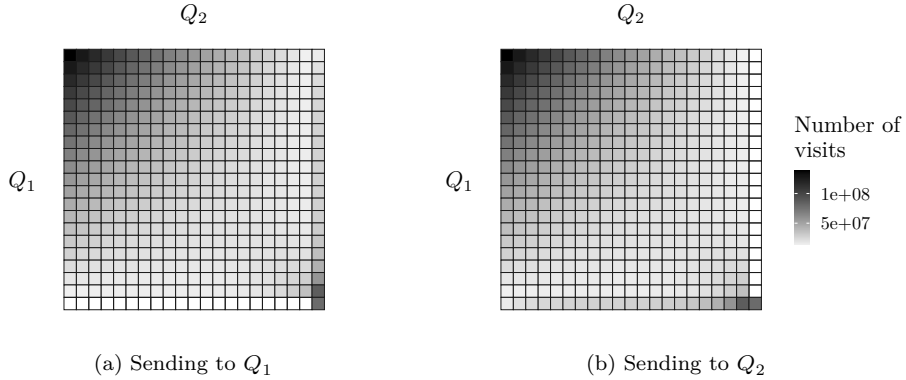 Q₂
Q₂
Q₁
Q₁
Number of
visits
1e+08
5e+07
(a) Sending to Q₁
(b) Sending to Q₂